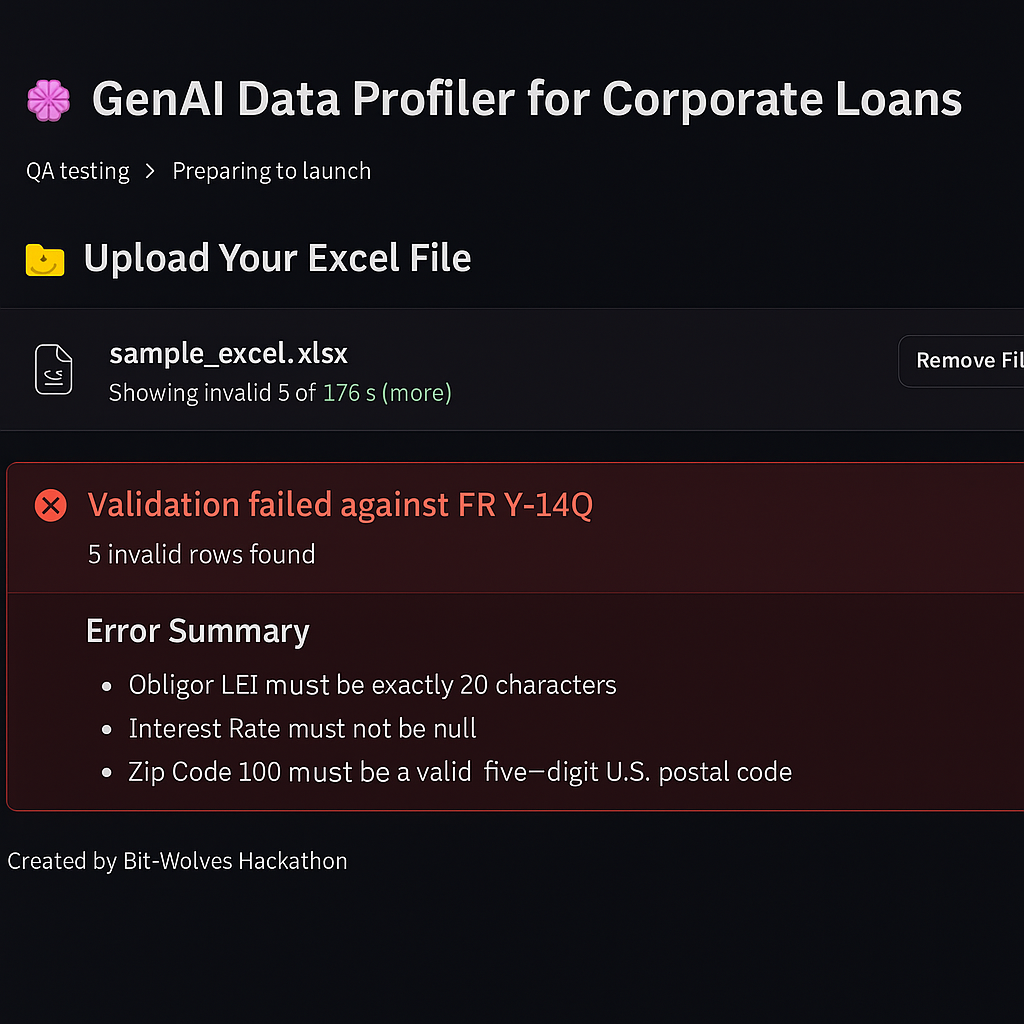 GenAI Data Profiler for Corporate Loans
QA testing > Preparing to launch
Upload Your Excel File
sample_excel.xlsx
Showing invalid 5 of 176 s (more)
Remove Fil
Validation failed against FR Y-14Q
5 invalid rows found
Error Summary
• Obligor LEI must be exactly 20 characters
• Interest Rate must not be null
• Zip Code 100 must be a valid five–digit U.S. postal code
Created by Bit-Wolves Hackathon